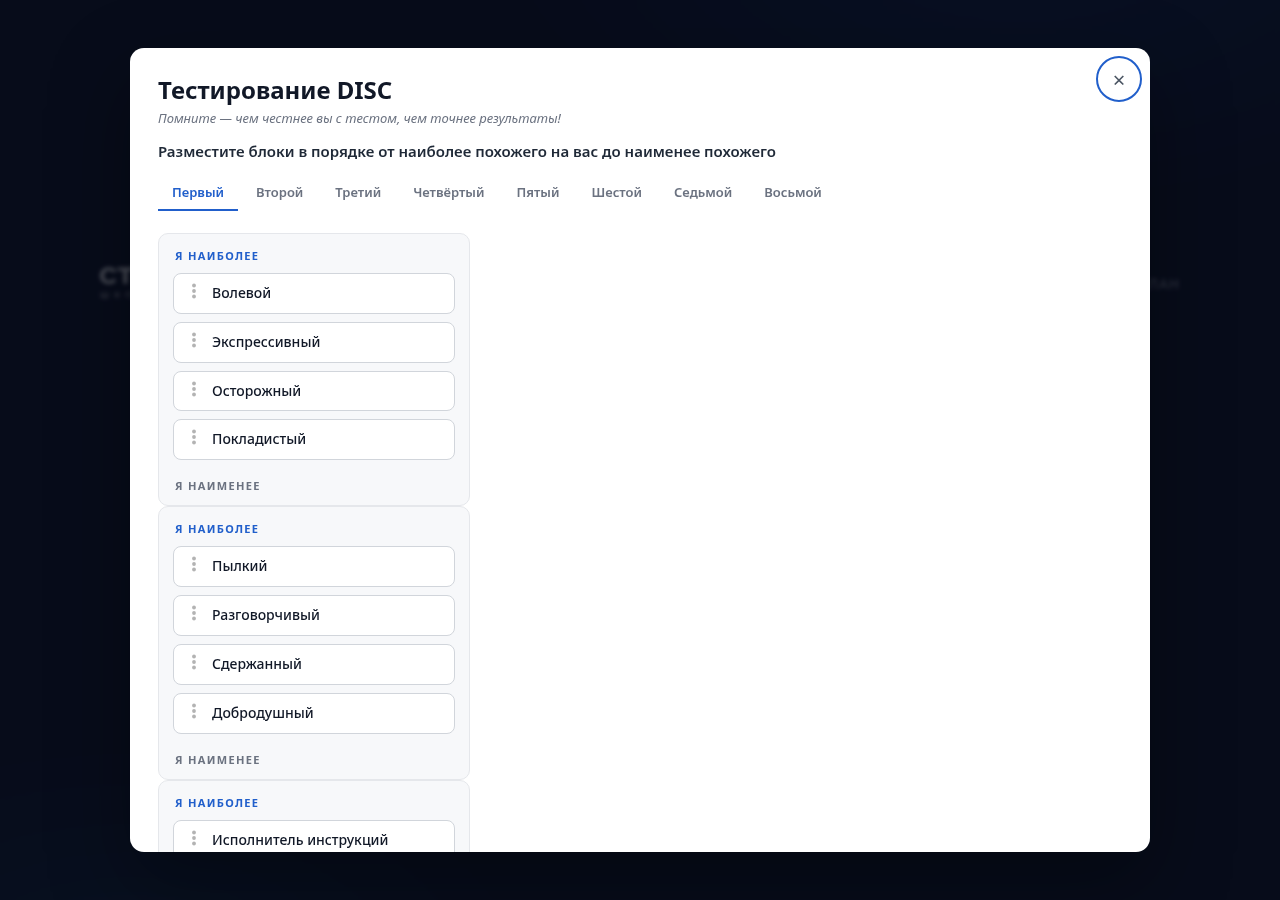 Тестирование DISC
Помните — чем честнее вы с тестом, чем точнее результаты!
Разместите блоки в порядке от наиболее похожего на вас до наименее похожего
Первый Второй Третий Четвёртый Пятый Шестой Седьмой Восьмой
Я НАИБОЛЕЕ
Волевой
Экспрессивный
Осторожный
Покладистый
Я НАИМЕНЕЕ
Я НАИБОЛЕЕ
Пылкий
Разговорчивый
Сдержанный
Добродушный
Я НАИМЕНЕЕ
Я НАИБОЛЕЕ
Исполнитель инструкций